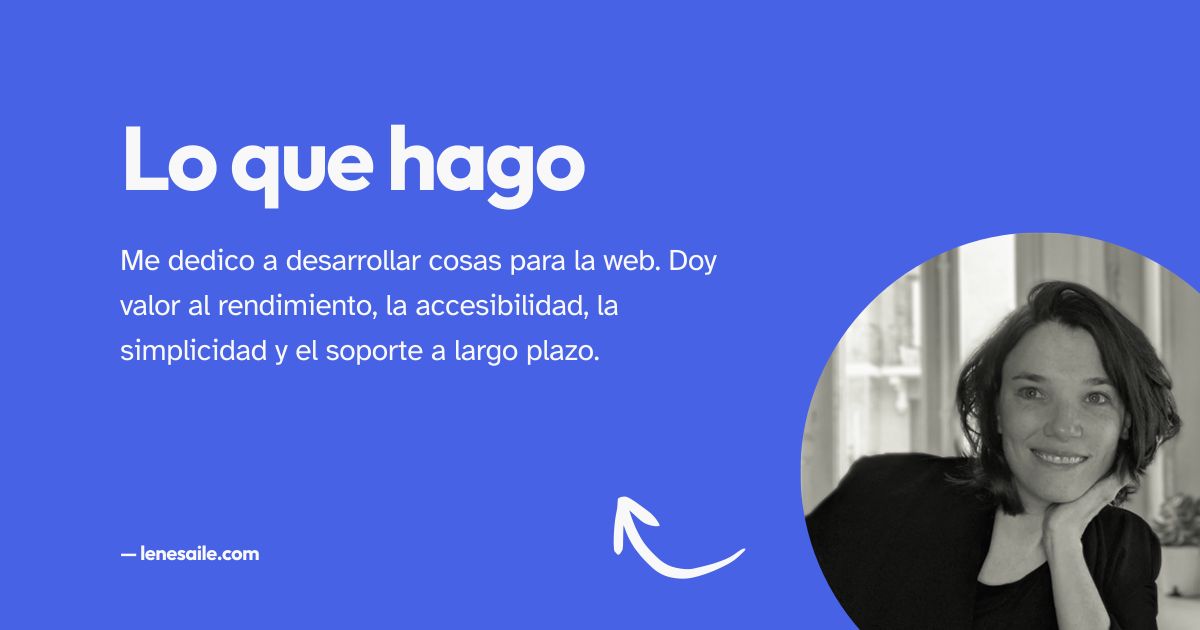 Lo que hago
Me dedico a desarrollar cosas para la web. Doy
valor al rendimiento, la accesibilidad, la
simplicidad y el soporte a largo plazo.
— lenesaile.com